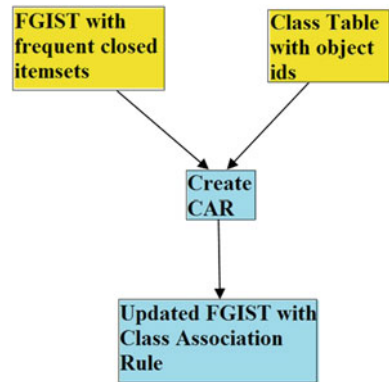 FGIST with
frequent closed
itemsets
Class Table
with object
ids
Create
CAR
Updated FGIST with
Class Association
Rule